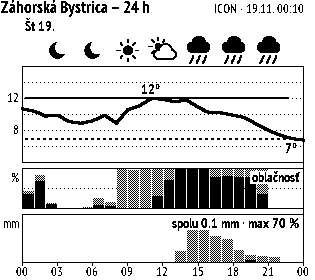 Záhorská Bystrica – 24 h
ICON · 19.11. 00:10
Št 19.
12°
12
8
7°
%
oblačnosť
mm
spolu 0.1 mm · max 70 %
00 03 06 09 12 15 18 21 00